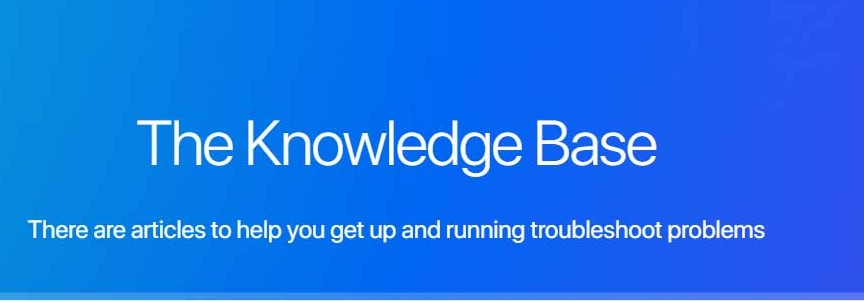 The Knowledge Base
There are articles to help you get up and running troubleshoot problems